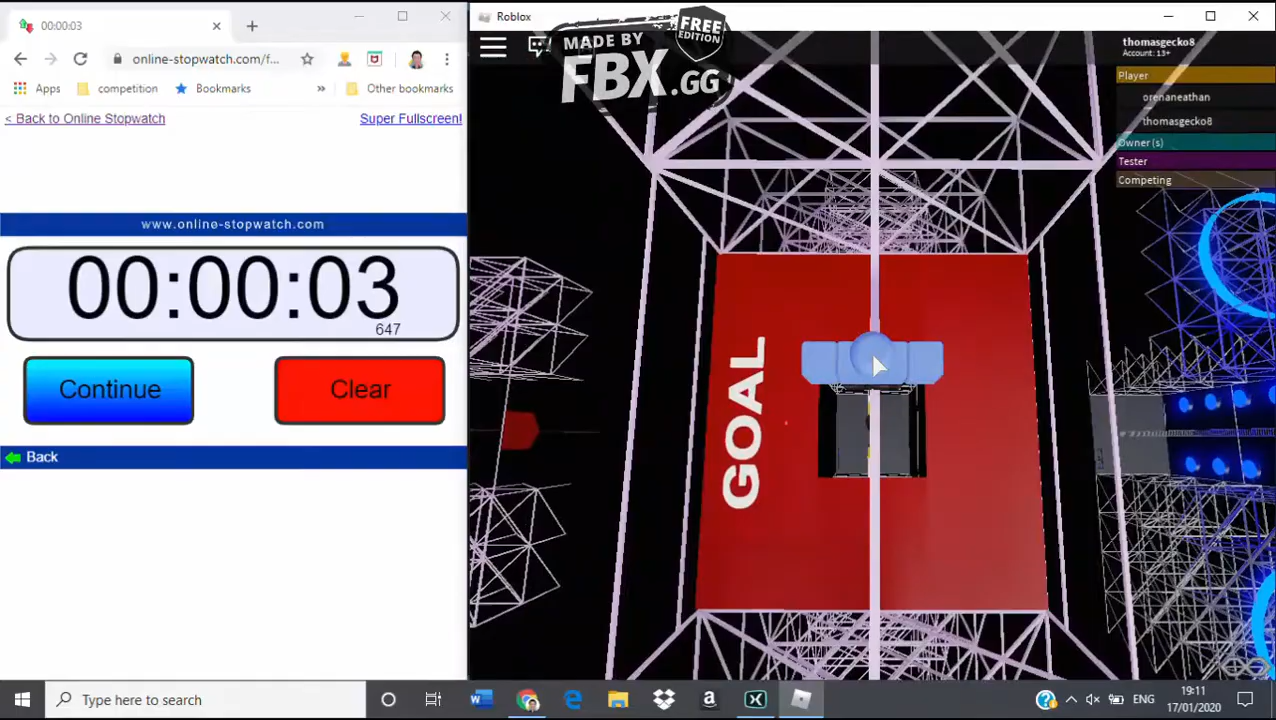 00:00:03
online-stopwatch.com/f...
Apps
competition
Bookmarks
»
Other bookmarks
< Back to Online Stopwatch
Super Fullscreen!
www.online-stopwatch.com
00:00:03
647
Continue
Clear
Back
Roblox
MADE BY
FBX.GG
FREE
EDITION
thomasgecko8
Account: 13+
Player
orenaneathan
thomasgecko8
Owner(s)
Tester
Competing
GOAL
Type here to search
ENG
19:11
17/01/2020